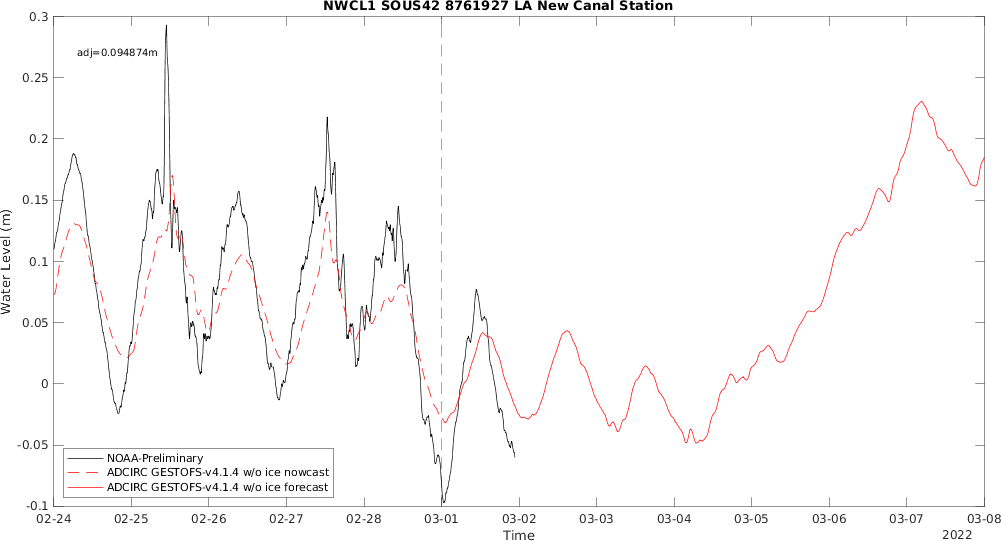 NWCL1 SOUS42 8761927 LA New Canal Station
adj=0.094874m
Water Level (m)
0.3
0.25
0.2
0.15
0.1
0.05
0
-0.05
-0.1
NOAA-Preliminary
ADCIRC GESTOFS-v4.1.4 w/o ice nowcast
ADCIRC GESTOFS-v4.1.4 w/o ice forecast
02-24 02-25 02-26 02-27 02-28 03-01 03-02 03-03 03-04 03-05 03-06 03-07 03-08
Time
2022